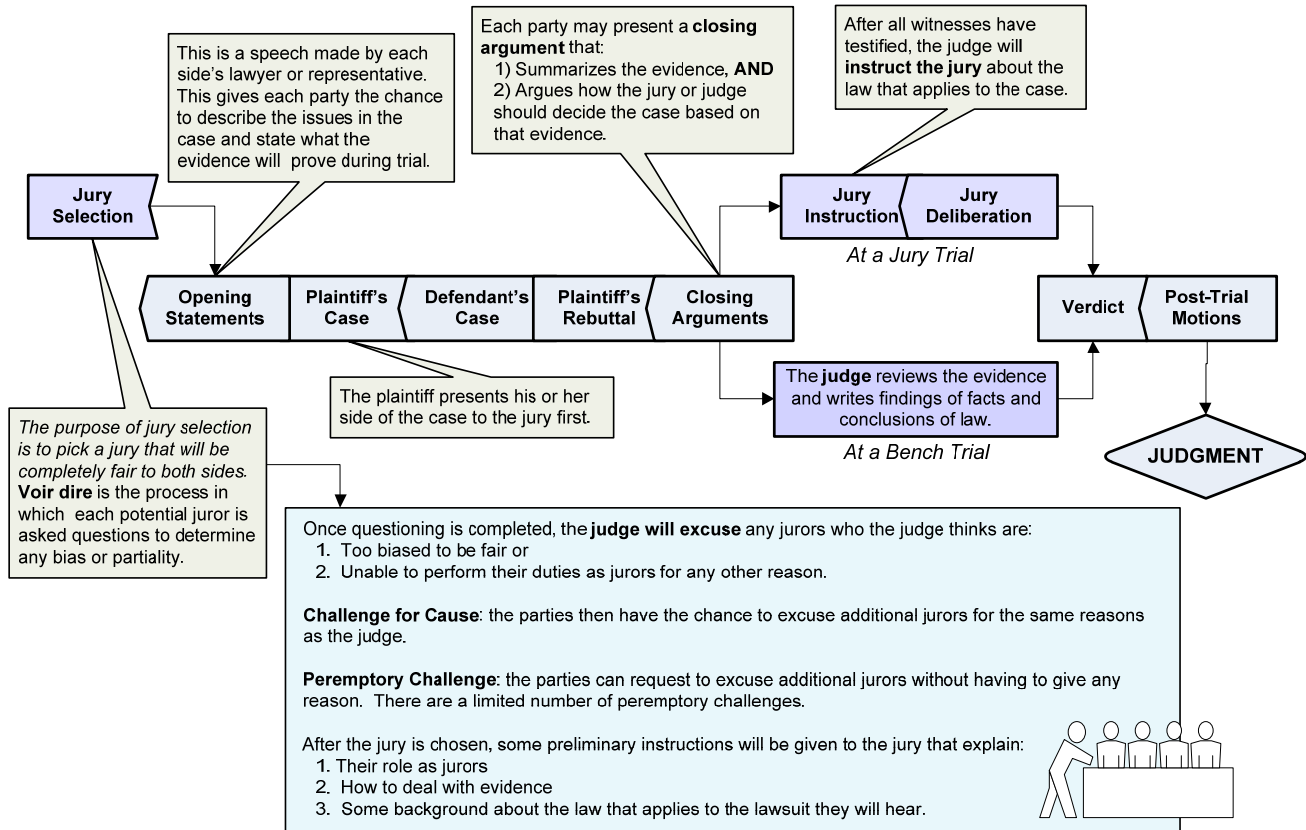 This is a speech made by each
side's lawyer or representative.
This gives each party the chance
to describe the issues in the
case and state what the
evidence will prove during trial.
Each party may present a closing
argument that:
1) Summarizes the evidence, AND
2) Argues how the jury or judge
should decide the case based on
that evidence.
After all witnesses have
testified, the judge will
instruct the jury about the
law that applies to the case.
Jury
Selection
Jury
Instruction
Jury
Deliberation
At a Jury Trial
Opening
Statements
Plaintiff's
Case
Defendant's
Case
Plaintiff's
Rebuttal
Closing
Arguments
Verdict
Post-Trial
Motions
The plaintiff presents his or her
side of the case to the jury first.
The judge reviews the evidence
and writes findings of facts and
conclusions of law.
At a Bench Trial
JUDGMENT
The purpose of jury selection
is to pick a jury that will be
completely fair to both sides.
Voir dire is the process in
which each potential juror is
asked questions to determine
any bias or partiality.
Once questioning is completed, the judge will excuse any jurors who the judge thinks are:
1. Too biased to be fair or
2. Unable to perform their duties as jurors for any other reason.
Challenge for Cause: the parties then have the chance to excuse additional jurors for the same reasons
as the judge.
Peremptory Challenge: the parties can request to excuse additional jurors without having to give any
reason. There are a limited number of peremptory challenges.
After the jury is chosen, some preliminary instructions will be given to the jury that explain:
1. Their role as jurors
2. How to deal with evidence
3. Some background about the law that applies to the lawsuit they will hear.